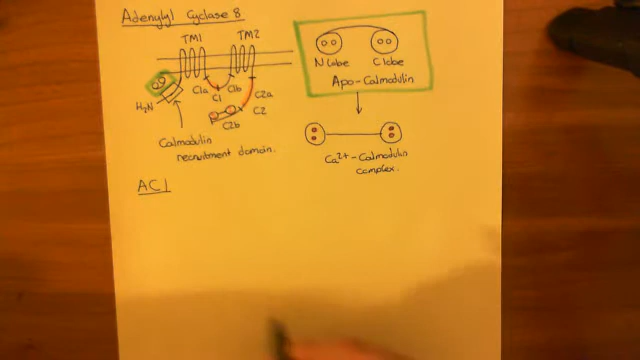 Adenylyl Cyclase 8
TM1
TM2
N lobe
C lobe
Apo-Calmodulin
C1a
C1b
C1
C2a
C2
C2b
H2N
Calmodulin
recruitment domain.
Ca2+-Calmodulin
complex.
AC1